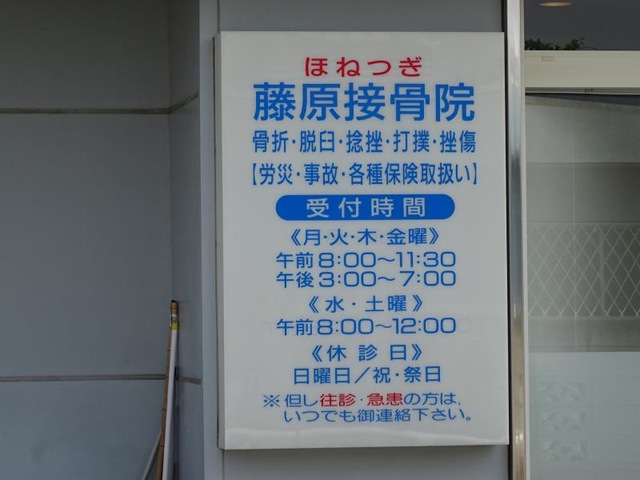 ほねつぎ
藤原接骨院
骨折・脱臼・捻挫・打撲・挫傷
【労災・事故・各種保険取扱い】
受付時間
《月・火・木・金曜》
午前8:00〜11:30
午後3:00〜7:00
《水・土曜》
午前8:00〜12:00
《休診日》
日曜日／祝・祭日
※但し往診・急患の方は、
いつでも御連絡下さい。